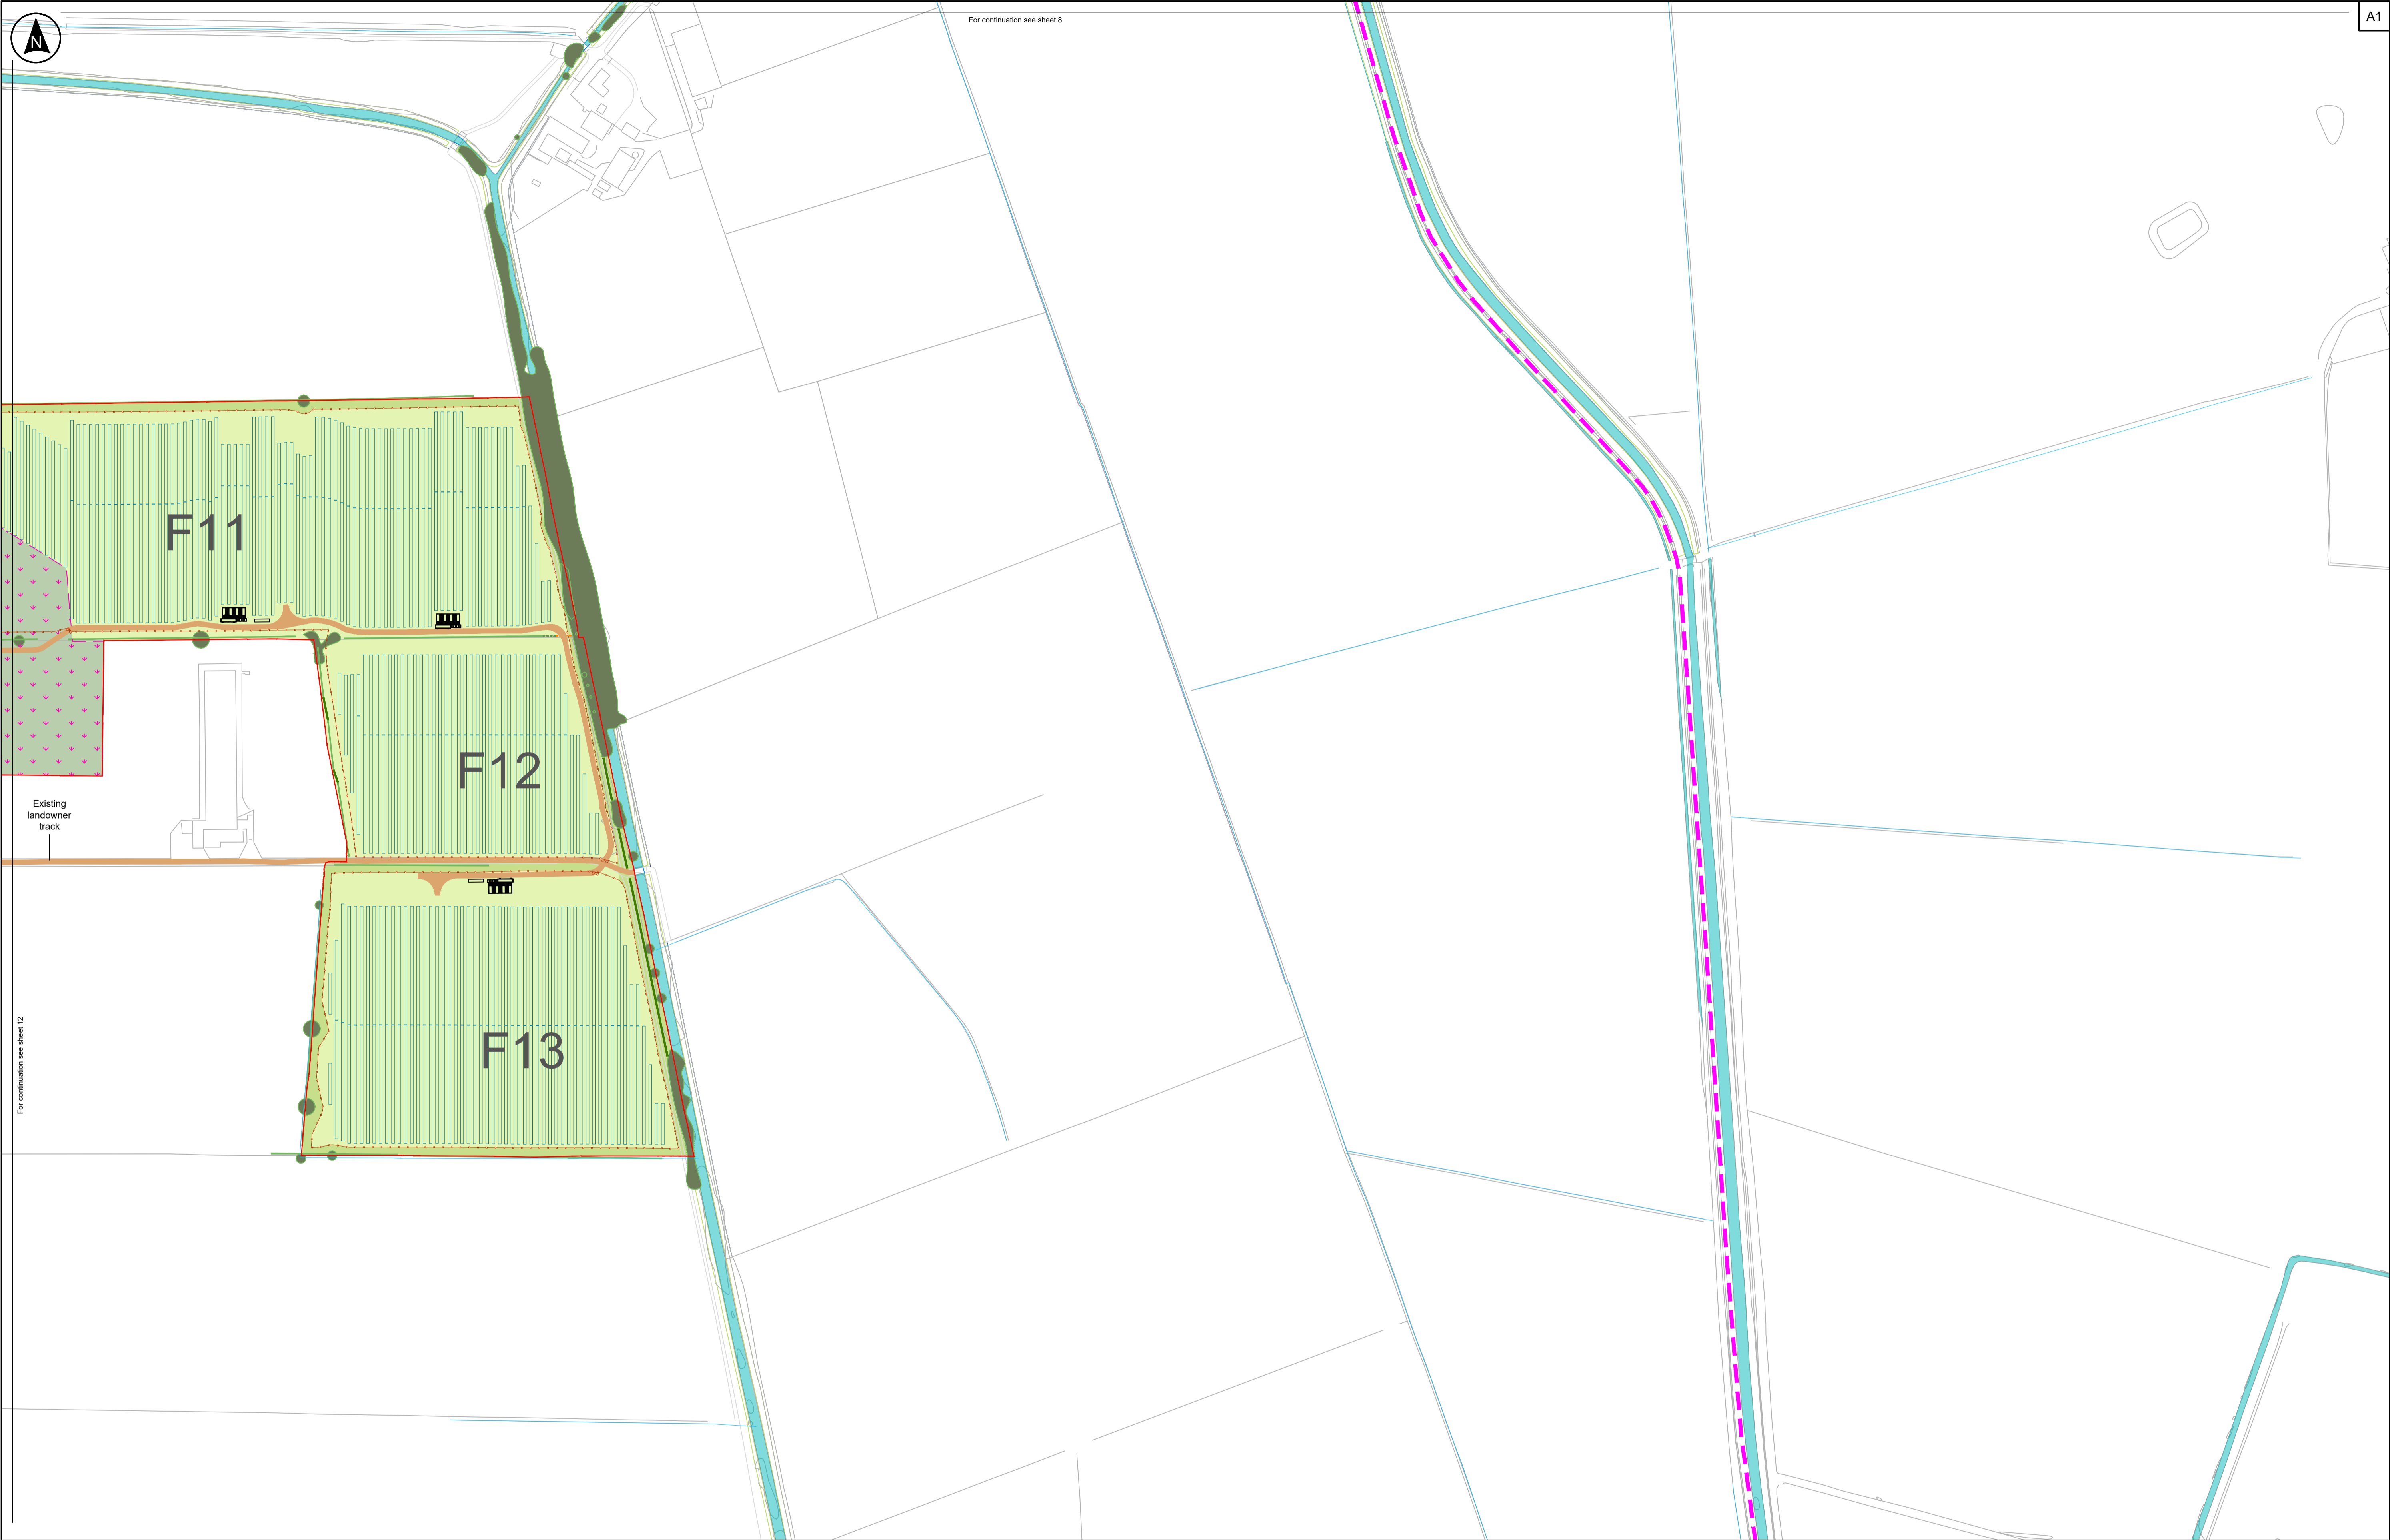 For continuation see sheet 8
A1
N
F11
F12
Existing
landowner
track
For continuation see sheet 12
F13